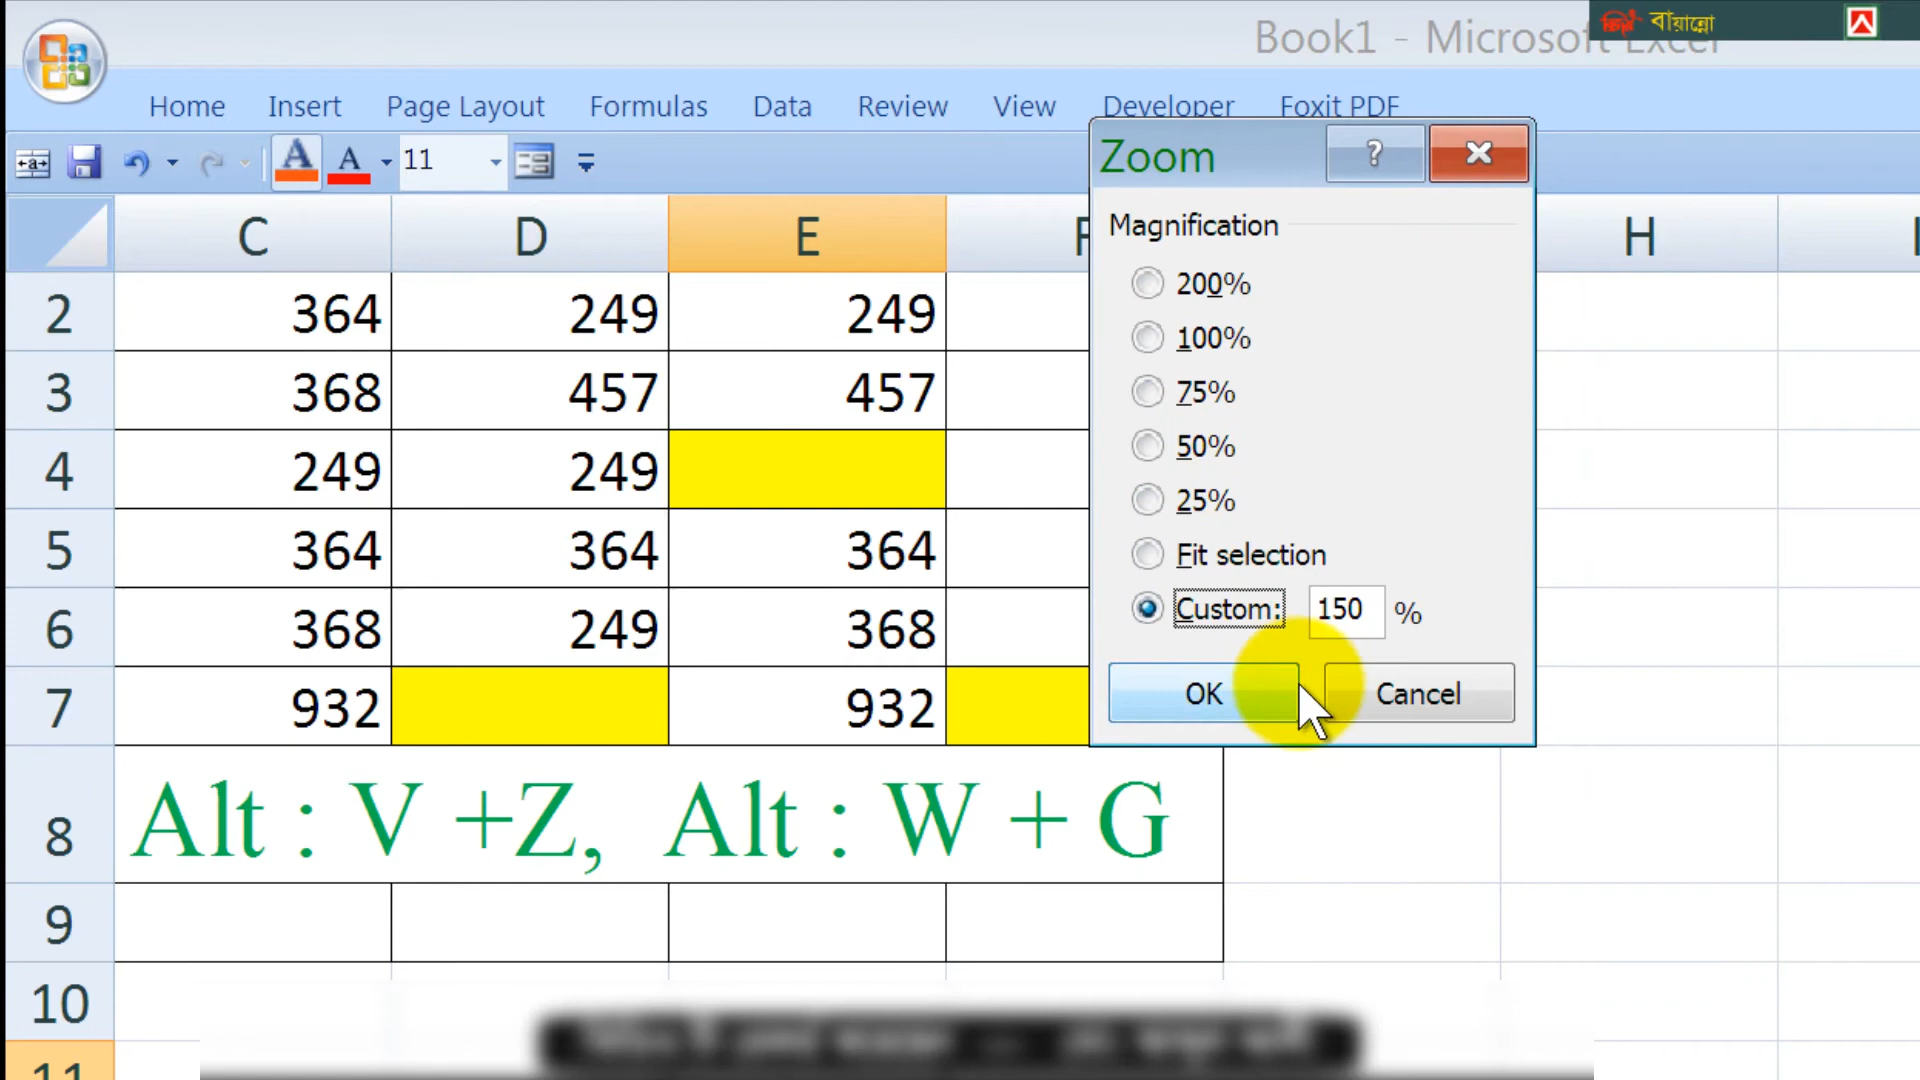 Book1 - Microsoft Excel
বায়ান্নো
Home Insert Page Layout Formulas Data Review View Developer Foxit PDF
11
Zoom
Magnification
200%
100%
75%
50%
25%
Fit selection
Custom: 150 %
OK Cancel
C D E F H
2 364 249 249
3 368 457 457
4 249 249
5 364 364 364
6 368 249 368
7 932 932
8 Alt : V +Z, Alt : W + G
9
10
11